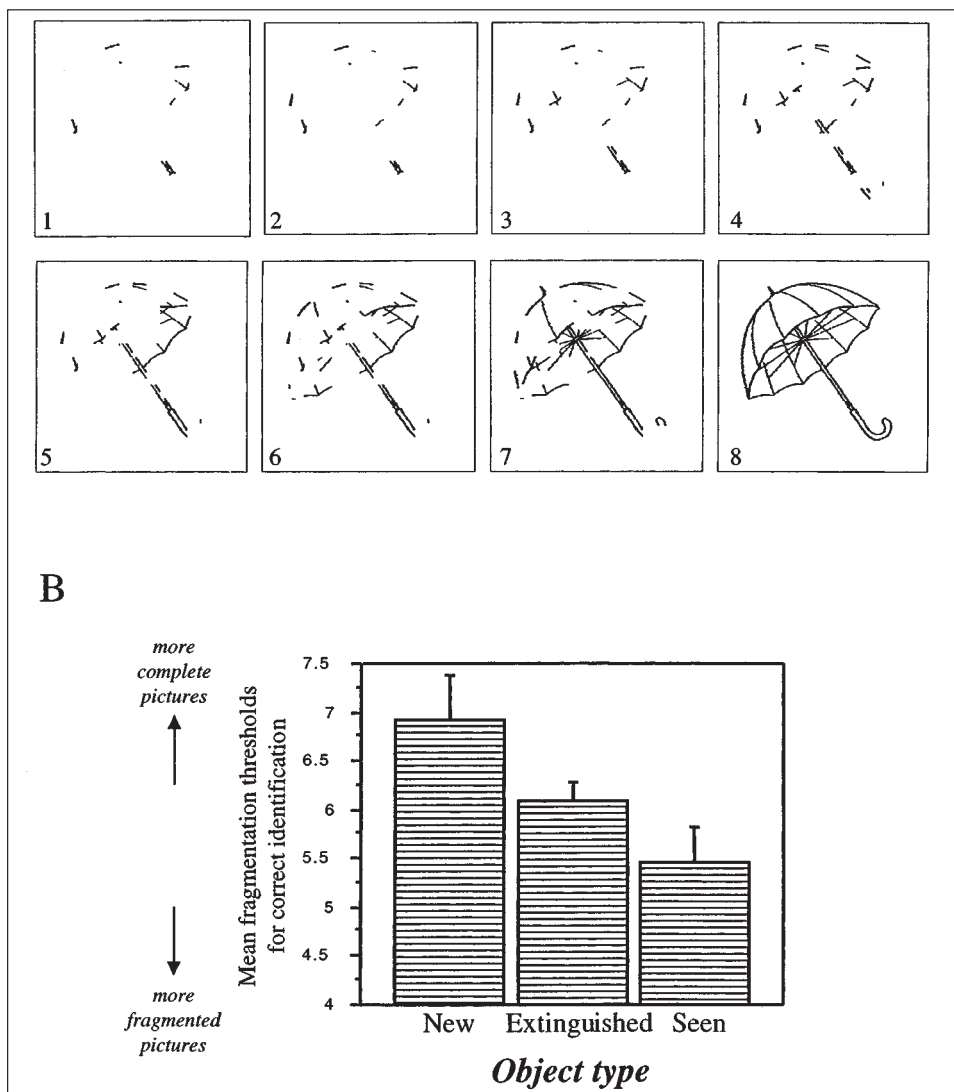 1
2
3
4
5
6
7
8
B
more
complete
pictures
more
fragmented
pictures
Mean fragmentation thresholds
for correct identification
7.5
7
6.5
6
5.5
5
4.5
4
New Extinguished Seen
Object type